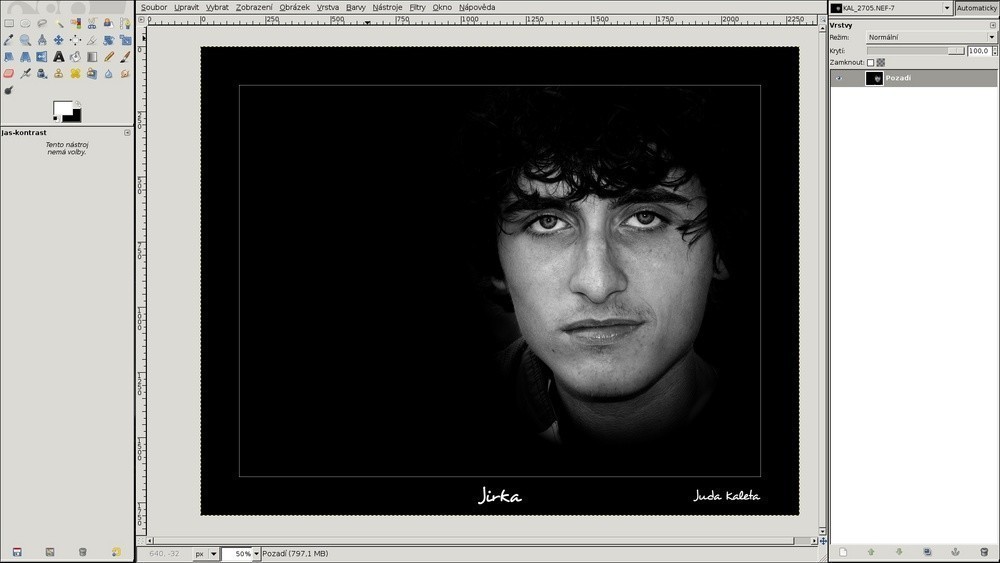 Soubor Upravit Vybrat Zobrazení Obrázek Vrstva Barvy Nástroje Filtry Okno Nápověda
KAL_2705.NEF-7
Automaticky
Vrstvy
Režim: Normální
Krytí: 100,0
Zamknout:
Pozadí
Jas-kontrast
Tento nástroj
nemá volby.
0 250 500 750 1000 1250 1500 1750 2000 2250
Jirka
Juda Kaleta
640, -32 px 50% Pozadí (797.1 MB)